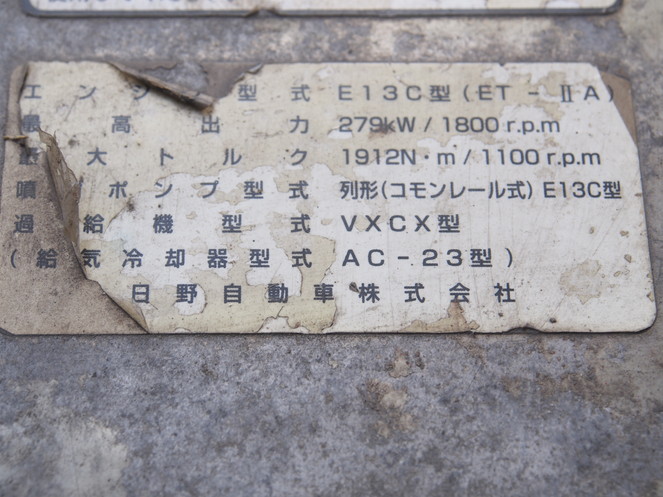 エンジ 型式 E13C型(ET-ⅡA)
最高出力 279kW/1800r.p.m
最大トルク 1912N・m/1100r.p.m
噴 ポンプ型式 列形(コモンレール式)E13C型
過給機型式 VXCX型
(給気冷却器型式 AC-23型)
日野自動車株式会社